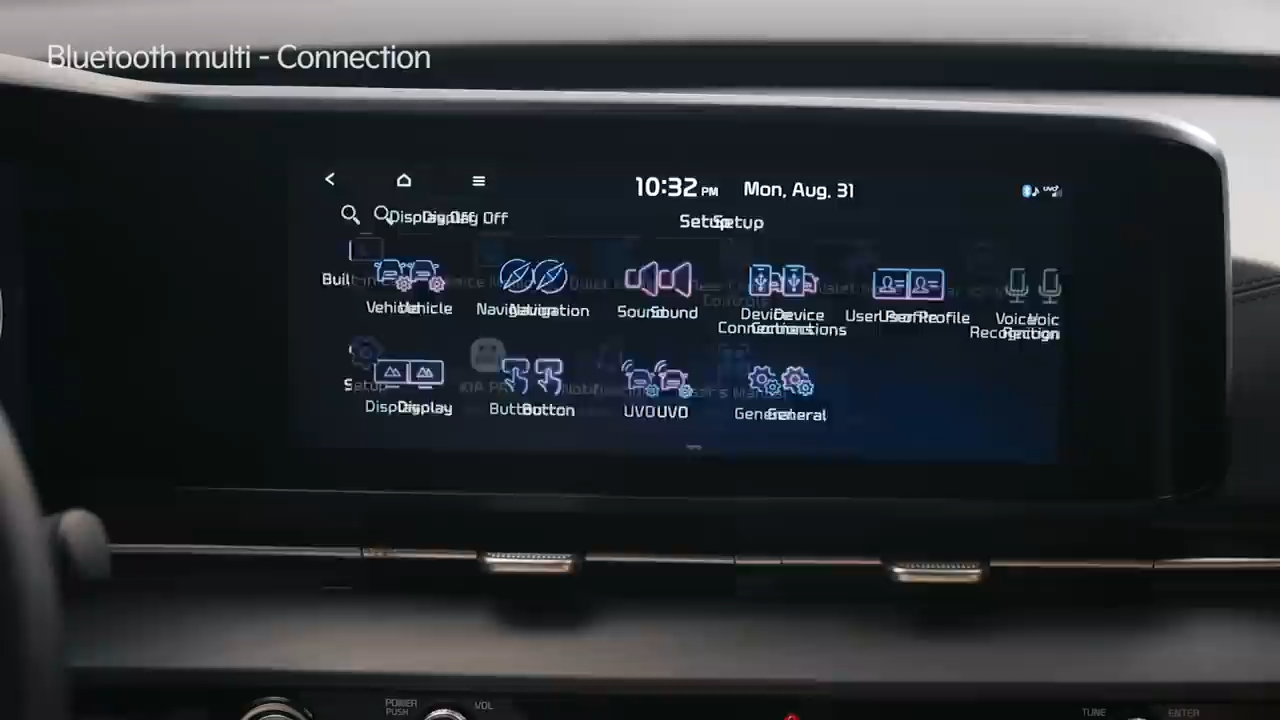 Bluetooth multi - Connection
10:32 PM Mon, Aug. 31
Display Off
Setup
Vehicle Navigation Sound Device Connections User Profile Voice Recognition
Setup
Display Button UVO General
POWER PUSH VOL TUNE ENTER